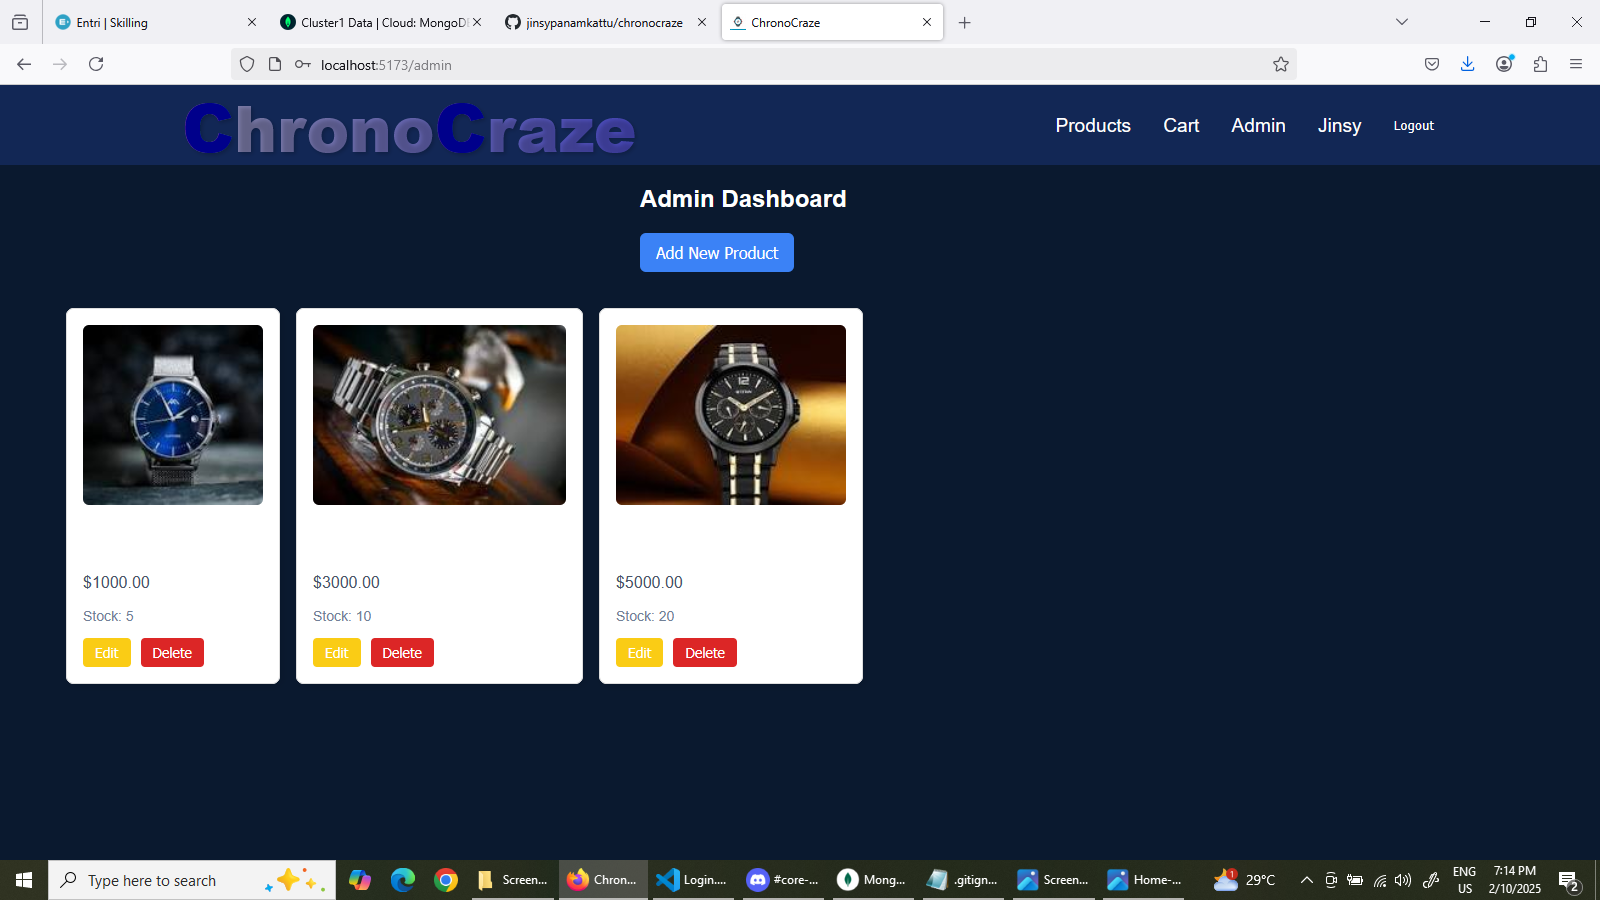 Entri | Skilling
Cluster1 Data | Cloud: MongoDB
jinsypanamkattu/chronocraze
ChronoCraze
localhost:5173/admin
ChronoCraze
Products
Cart
Admin
Jinsy
Logout
Admin Dashboard
Add New Product
TITAN
$1000.00
$3000.00
$5000.00
Stock: 5
Stock: 10
Stock: 20
Edit
Delete
Edit
Delete
Edit
Delete
Type here to search
Screen...
Chron...
Login....
#core-...
Mong...
.gitign...
Screen...
Home-...
1
29°C
ENG
US
7:14 PM
2/10/2025
2